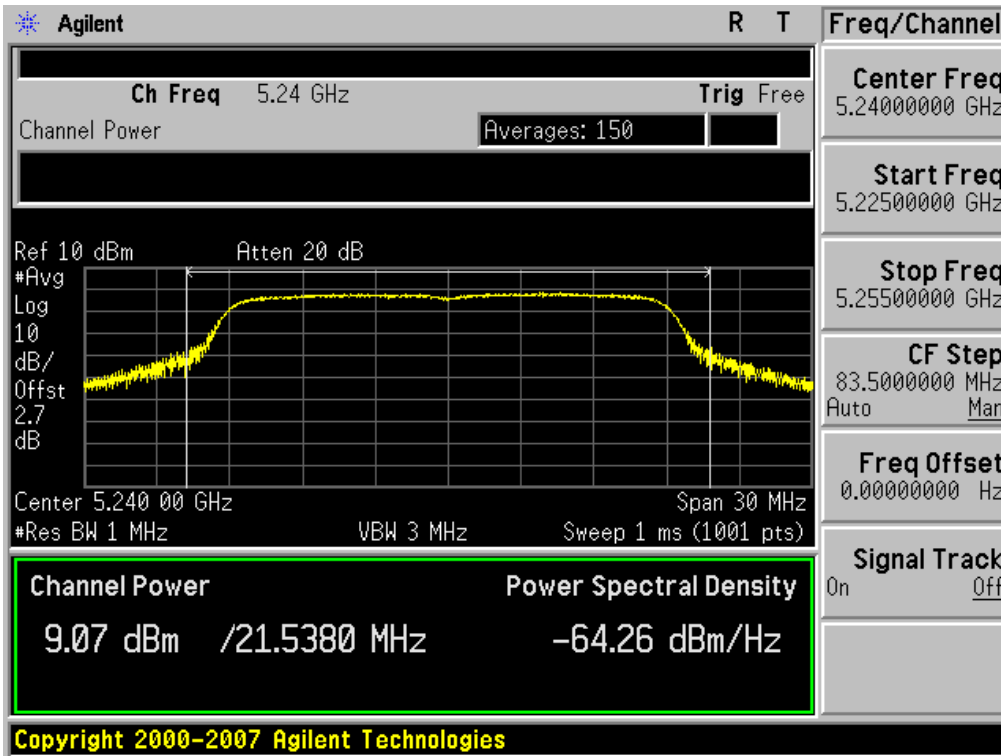 Agilent R T
Freq/Channel
Ch Freq 5.24 GHz Trig Free
Channel Power Averages: 150
Ref 10 dBm Atten 20 dB
#Avg
Log
10
dB/
Offst
2.7
dB
Center 5.240 00 GHz Span 30 MHz
#Res BW 1 MHz VBW 3 MHz Sweep 1 ms (1001 pts)
Channel Power Power Spectral Density
9.07 dBm /21.5380 MHz -64.26 dBm/Hz
Copyright 2000-2007 Agilent Technologies
Center Freq
5.24000000 GHz
Start Freq
5.22500000 GHz
Stop Freq
5.25500000 GHz
CF Step
83.5000000 MHz
Auto Man
Freq Offset
0.00000000 Hz
Signal Track
On Off